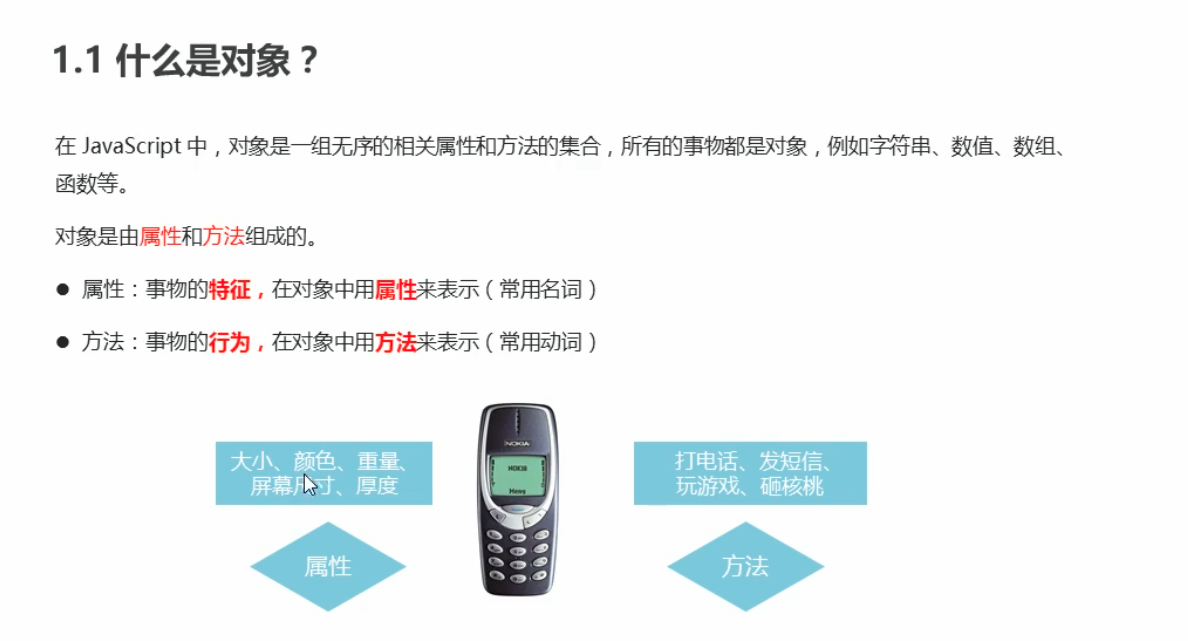 1.1 什么是对象？
在 JavaScript 中，对象是一组无序的相关属性和方法的集合，所有的事物都是对象，例如字符串、数值、数组、
函数等。
对象是由属性和方法组成的。
● 属性：事物的特征，在对象中用属性来表示（常用名词）
● 方法：事物的行为，在对象中用方法来表示（常用动词）
大小、颜色、重量、
屏幕尺寸、厚度
属性
NOKIA
NOKIA
Menu
打电话、发短信、
玩游戏、砸核桃
方法